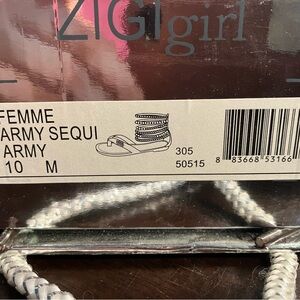 ZIGIgirl
FEMME
ARMY SEQUI
ARMY
10 M
305
50515
8 83668 53166